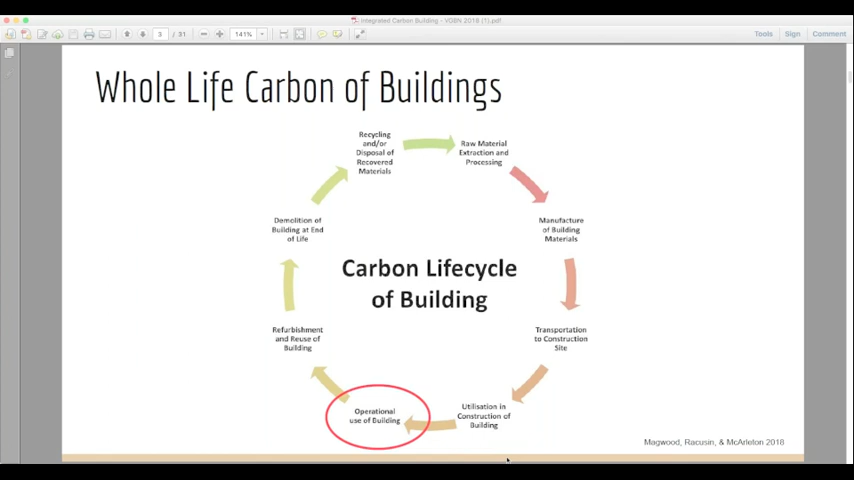 Integrated Carbon Building - VGBN 2018 (1).pdf
3 / 31
141%
Tools
Sign
Comment
Whole Life Carbon of Buildings
Recycling
and/or
Disposal of
Recovered
Materials
Raw Material
Extraction and
Processing
Manufacture
of Building
Materials
Transportation
to Construction
Site
Utilisation in
Construction of
Building
Operational
use of Building
Refurbishment
and Reuse of
Building
Demolition of
Building at End
of Life
Carbon Lifecycle
of Building
Magwood, Racusin, & McArleton 2018